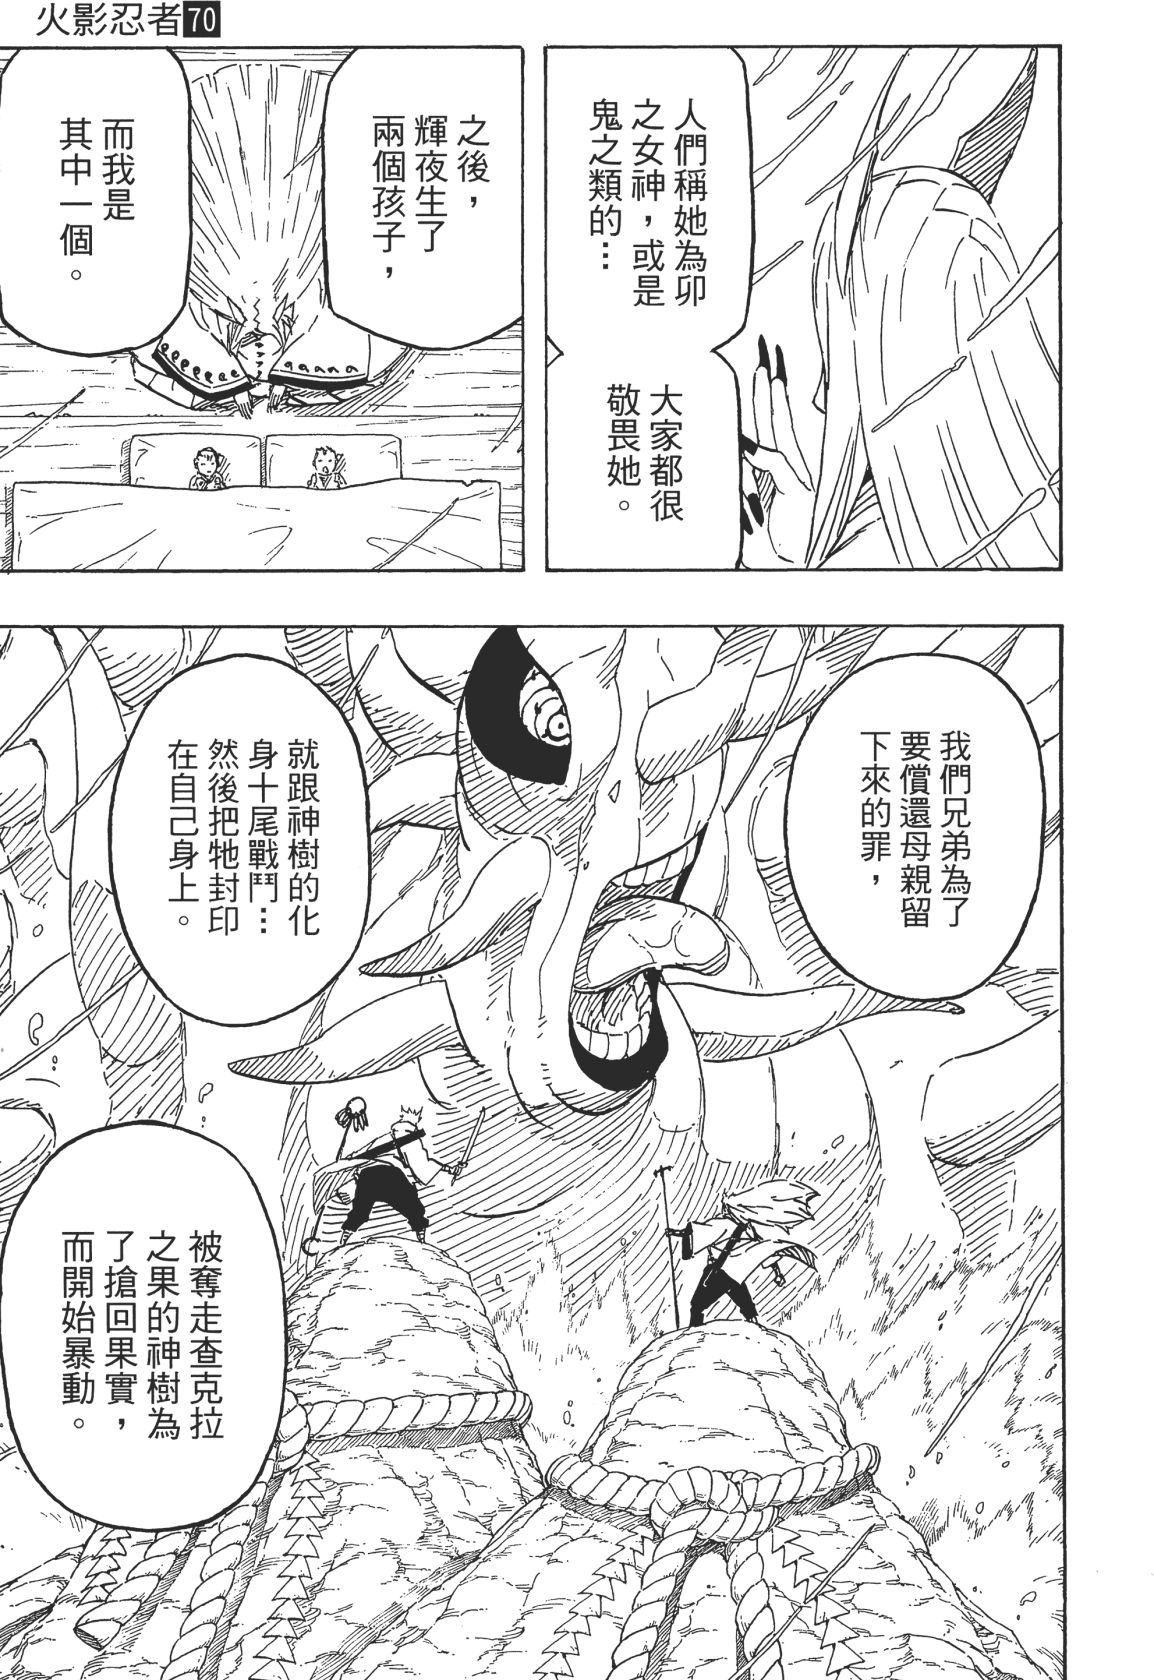 火影忍者70
人們稱她為卯
之女神，或是
鬼之類的…
大家都很
敬畏她。
之後，
輝夜生了
兩個孩子，
而我是
其中一個。
我們兄弟為了
要償還母親留
下來的罪，
就跟神樹的化
身十尾戰鬥…
然後把牠封印
在自己身上。
被奪走查克拉
之果的神樹為
了搶回果實，
而開始暴動。